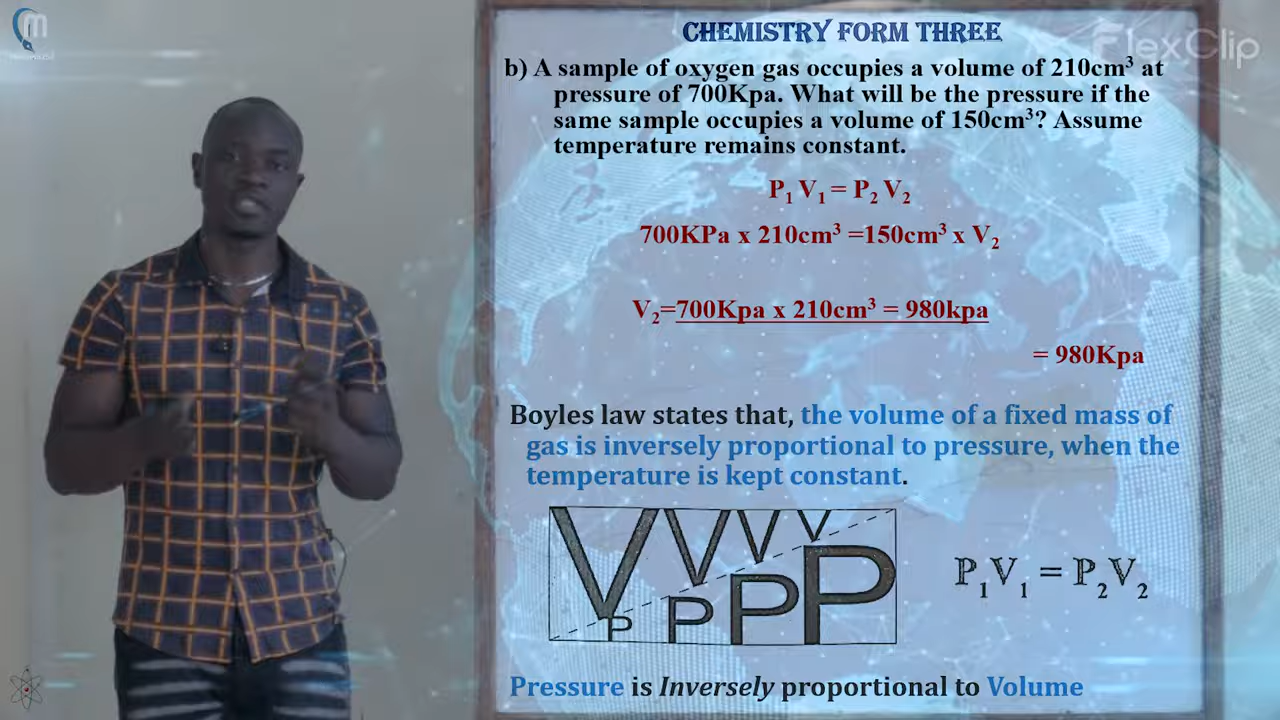 CHEMISTRY FORM THREE
FlexClip
b) A sample of oxygen gas occupies a volume of 210cm³ at
pressure of 700Kpa. What will be the pressure if the
same sample occupies a volume of 150cm³? Assume
temperature remains constant.
P₁ V₁ = P₂ V₂
700KPa x 210cm³ =150cm³ x V₂
V₂=700Kpa x 210cm³ = 980kpa
= 980Kpa
Boyles law states that, the volume of a fixed mass of
gas is inversely proportional to pressure, when the
temperature is kept constant.
V V V V
P P P P
P₁V₁ = P₂V₂
Pressure is Inversely proportional to Volume